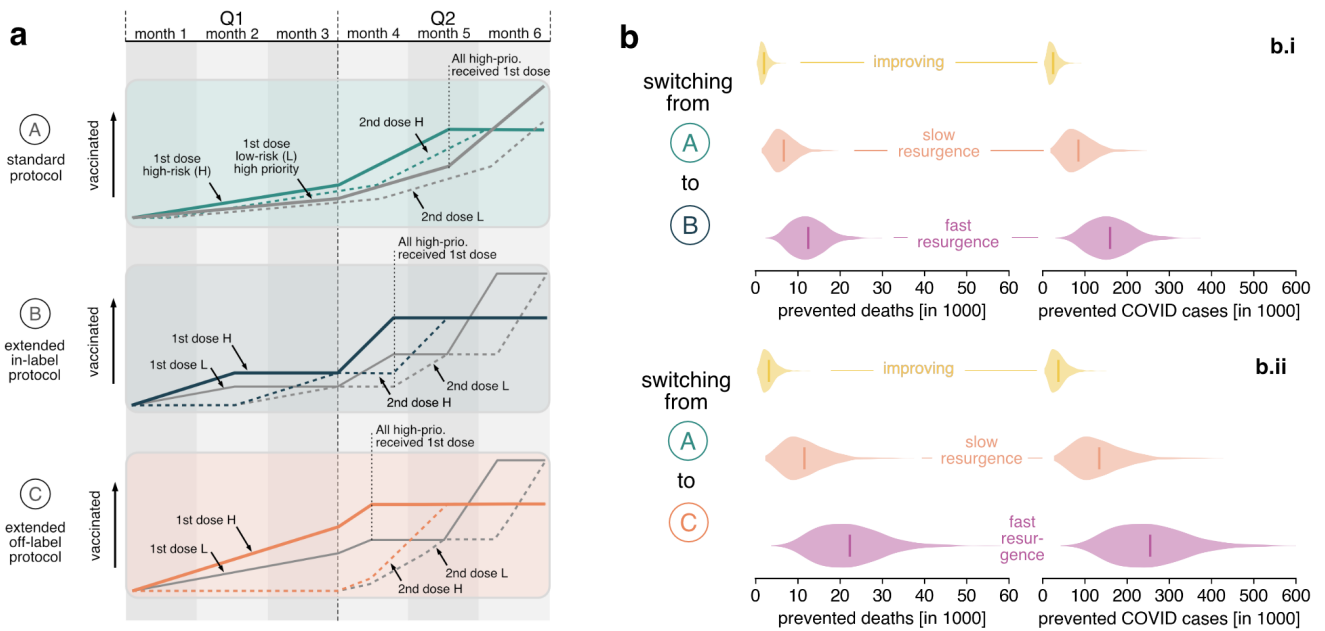 a
Q1
Q2
month 1
month 2
month 3
month 4
month 5
month 6
A
standard
protocol
vaccinated
1st dose
high-risk (H)
1st dose
low-risk (L)
high priority
2nd dose H
2nd dose L
All high-prio.
received 1st dose
B
extended
in-label
protocol
vaccinated
1st dose H
1st dose L
2nd dose H
2nd dose L
All high-prio.
received 1st dose
C
extended
off-label
protocol
vaccinated
1st dose H
1st dose L
2nd dose L
2nd dose H
All high-prio.
received 1st dose
b
b.i
switching
from
A
to
B
improving
slow
resurgence
fast
resurgence
0 10 20 30 40 50 60
prevented deaths [in 1000]
0 100 200 300 400 500 600
prevented COVID cases [in 1000]
b.ii
switching
from
A
to
C
improving
slow
resurgence
fast
resur-
gence
0 10 20 30 40 50 60
prevented deaths [in 1000]
0 100 200 300 400 500 600
prevented COVID cases [in 1000]